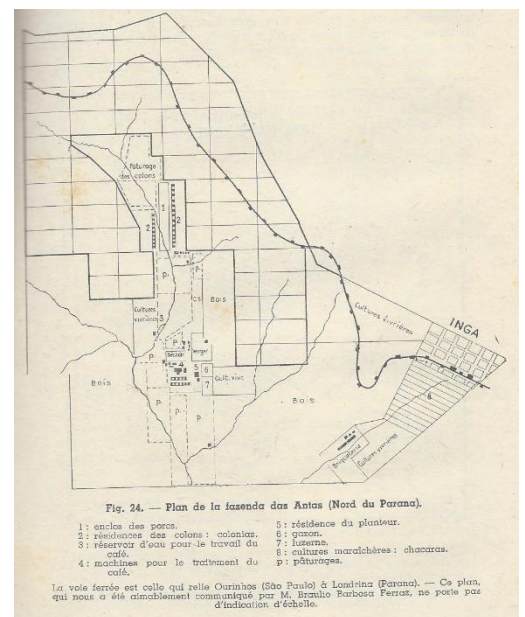 Pâturage
des colons
1
2
2
P.
P.
C.S.
Bois
Cultures
vivrières
3
P.
Verger
4
5
6
7
Cult. vivr.
P.
P.
P.
P.
Bois
Bois
Cultures vivrières
INGA
8
Briqueterie
Cultures vivrières
Fig. 24. — Plan de la fazenda das Antas (Nord du Parana).
1 : enclos des porcs.
2 : résidences des colons : colonias.
3 : réservoir d'eau pour le travail du
café.
4 : machines pour le traitement du
café.
5 : résidence du planteur.
6 : gazon.
7 : luzerne.
8 : cultures maraîchères : chacaras.
p : pâturages.
La voie ferrée est celle qui relie Ourinhos (São Paulo) à Londrina (Parana). — Ce plan,
qui nous a été aimablement communiqué par M. Braulio Barbosa Ferraz, ne porte pas
d'indication d'échelle.